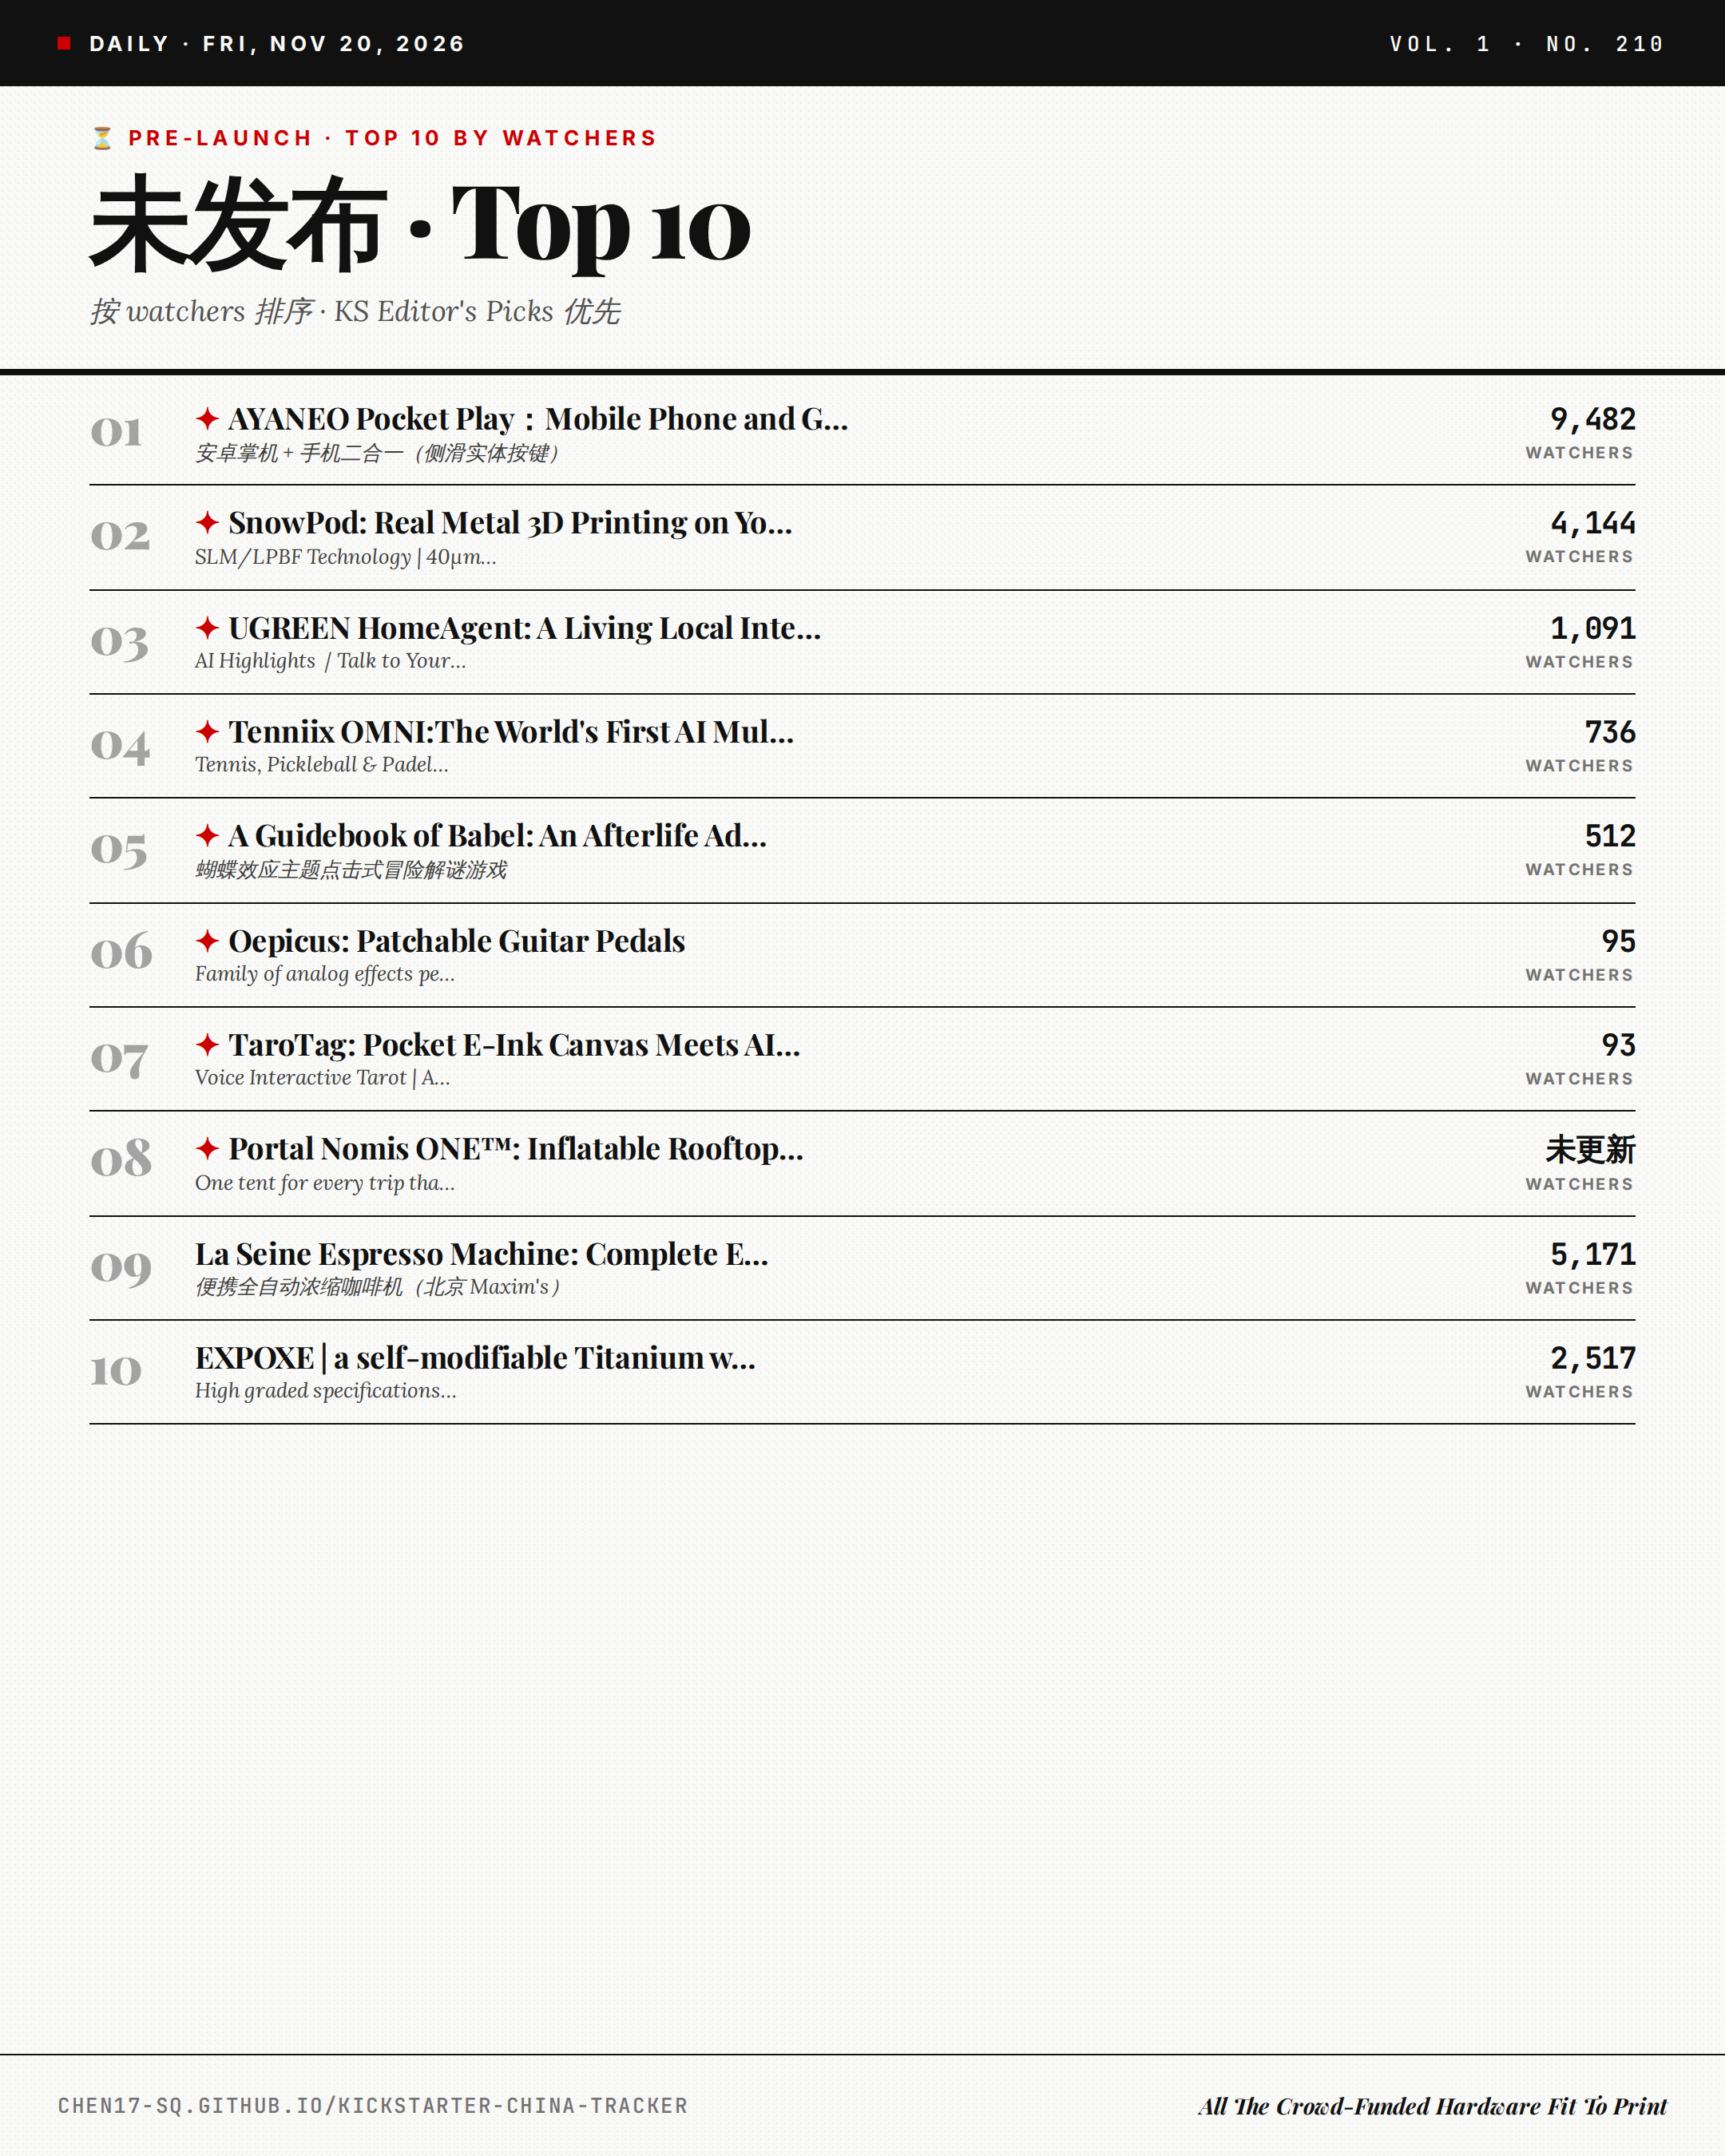 DAILY · FRI, NOV 20, 2026
VOL. 1 · NO. 210
⏳ PRE-LAUNCH · TOP 10 BY WATCHERS
未发布 · Top 10
按 watchers 排序 · KS Editor's Picks 优先
01
✦ AYANEO Pocket Play：Mobile Phone and G...
9,482
安卓掌机 + 手机二合一（侧滑实体按键）
WATCHERS
02
✦ SnowPod: Real Metal 3D Printing on Yo...
4,144
SLM/LPBF Technology | 40μm...
WATCHERS
03
✦ UGREEN HomeAgent: A Living Local Inte...
1,091
AI Highlights / Talk to Your...
WATCHERS
04
✦ Tenniix OMNI:The World's First AI Mul...
736
Tennis, Pickleball & Padel...
WATCHERS
05
✦ A Guidebook of Babel: An Afterlife Ad...
512
蝴蝶效应主题点击式冒险解谜游戏
WATCHERS
06
✦ Oepicus: Patchable Guitar Pedals
95
Family of analog effects pe...
WATCHERS
07
✦ TaroTag: Pocket E-Ink Canvas Meets AI...
93
Voice Interactive Tarot | A...
WATCHERS
08
✦ Portal Nomis ONE™: Inflatable Rooftop...
未更新
One tent for every trip tha...
WATCHERS
09
La Seine Espresso Machine: Complete E...
5,171
便携全自动浓缩咖啡机（北京 Maxim's）
WATCHERS
10
EXPOXE | a self-modifiable Titanium w...
2,517
High graded specifications...
WATCHERS
CHEN17-SQ.GITHUB.IO/KICKSTARTER-CHINA-TRACKER
All The Crowd-Funded Hardware Fit To Print